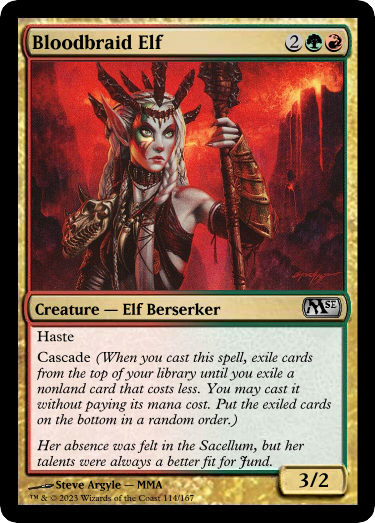 Bloodbraid Elf 2
M SE
Creature — Elf Berserker
Haste
Cascade (When you cast this spell, exile cards
from the top of your library until you exile a
nonland card that costs less. You may cast it
without paying its mana cost. Put the exiled cards
on the bottom in a random order.)
Her absence was felt in the Sacellum, but her
talents were always a better fit for Jund.
3/2
Steve Argyle — MMA
™ & © 2023 Wizards of the Coast 114/167